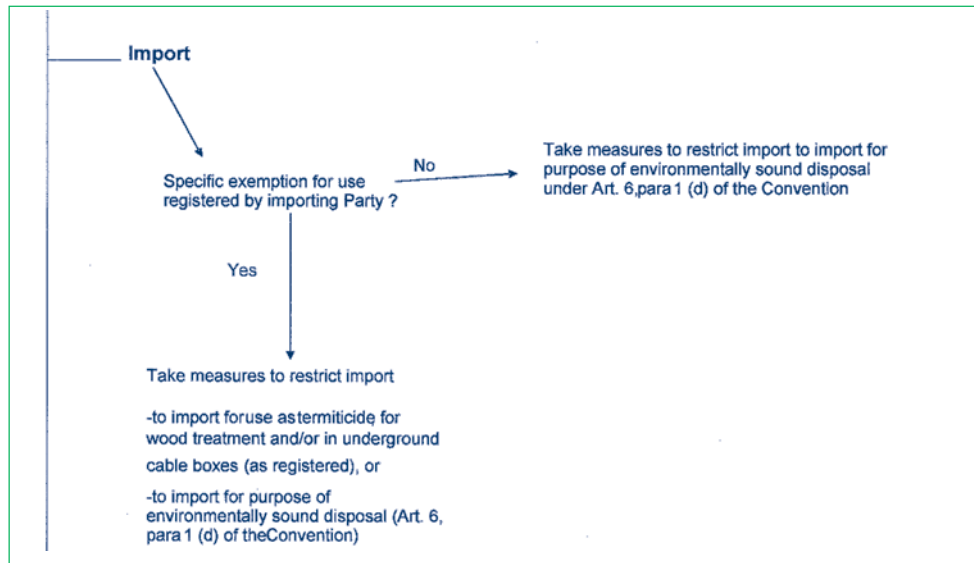 Import
Specific exemption for use
registered by importing Party ?
No
Take measures to restrict import to import for
purpose of environmentally sound disposal
under Art. 6,para 1 (d) of the Convention
Yes
Take measures to restrict import
-to import foruse astermiticide for
wood treatment and/or in underground
cable boxes (as registered), or
-to import for purpose of
environmentally sound disposal (Art. 6,
para 1 (d) of theConvention)